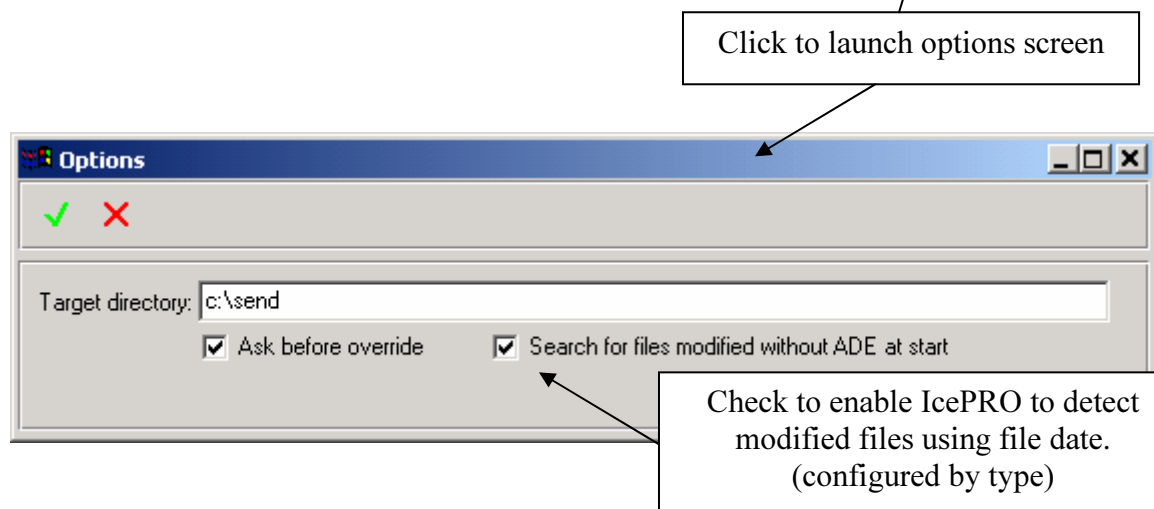 Click to launch options screen
Options
Target directory: c:\send
Ask before override Search for files modified without ADE at start
Check to enable IcePRO to detect
modified files using file date.
(configured by type)